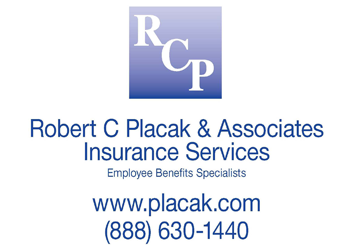 RCP
Robert C Placak & Associates
Insurance Services
Employee Benefits Specialists
www.placak.com
(888) 630-1440